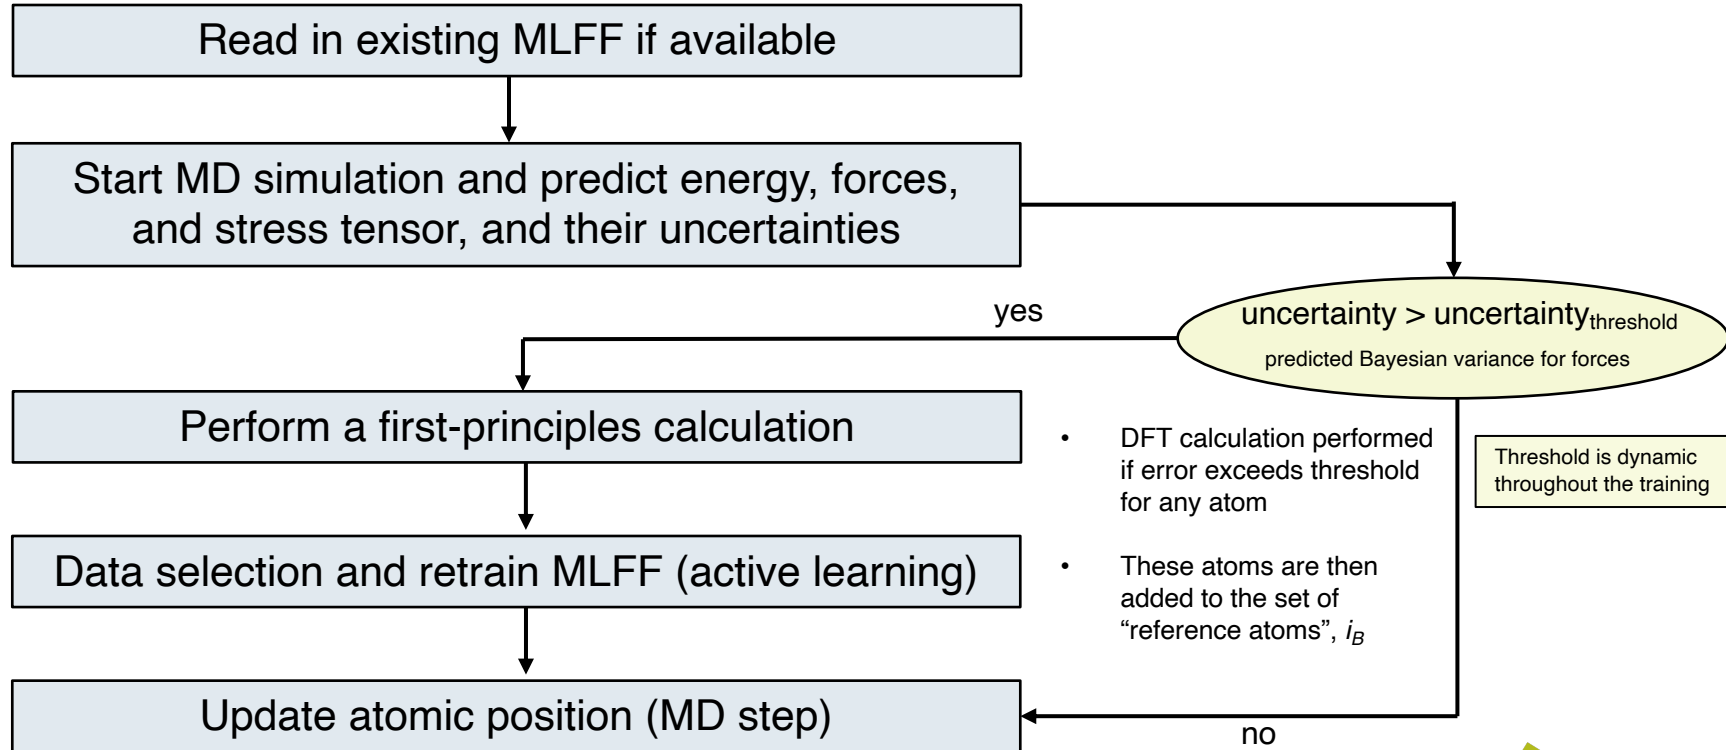 Read in existing MLFF if available
Start MD simulation and predict energy, forces,
and stress tensor, and their uncertainties
yes
uncertainty > uncertainty_threshold
predicted Bayesian variance for forces
Perform a first-principles calculation
• DFT calculation performed
if error exceeds threshold
for any atom
Threshold is dynamic
throughout the training
Data selection and retrain MLFF (active learning)
• These atoms are then
added to the set of
“reference atoms”, i_B
Update atomic position (MD step)
no